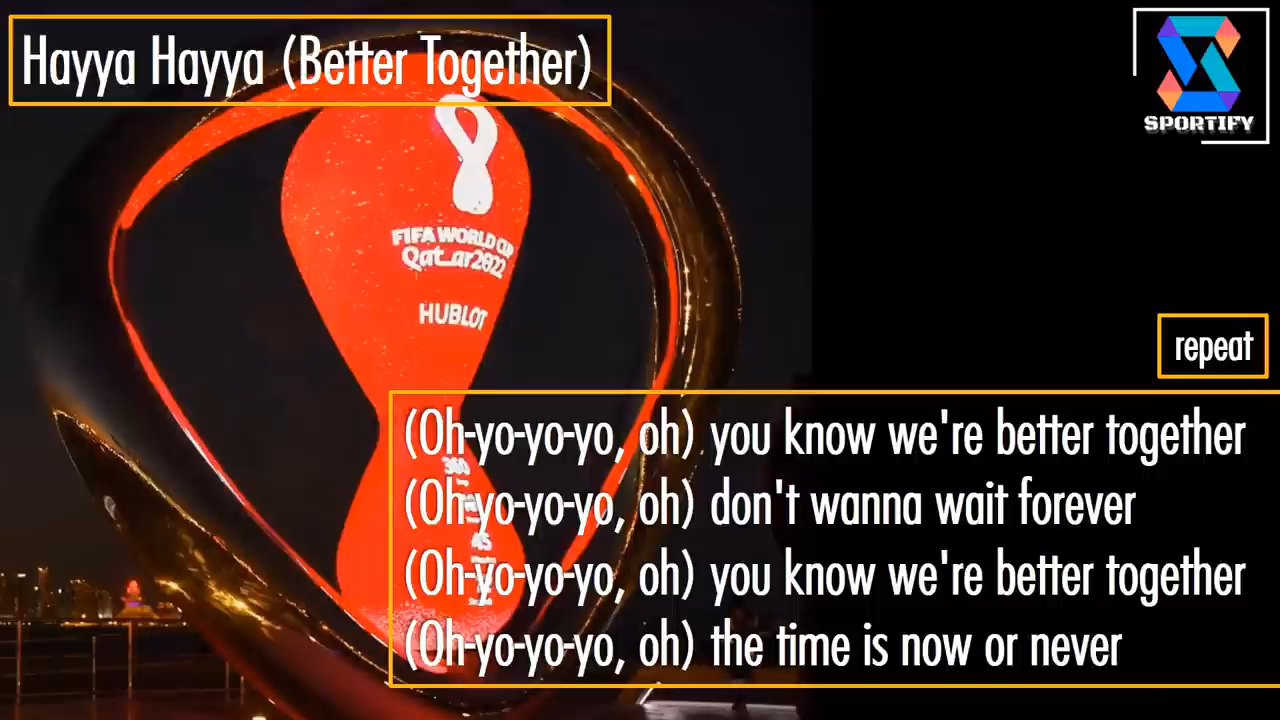 Hayya Hayya (Better Together)
SPORTIFY
FIFA WORLD CUP
Qatar2022
HUBLOT
repeat
(Oh-yo-yo-yo, oh) you know we're better together
(Oh-yo-yo-yo, oh) don't wanna wait forever
(Oh-yo-yo-yo, oh) you know we're better together
(Oh-yo-yo-yo, oh) the time is now or never
360
45